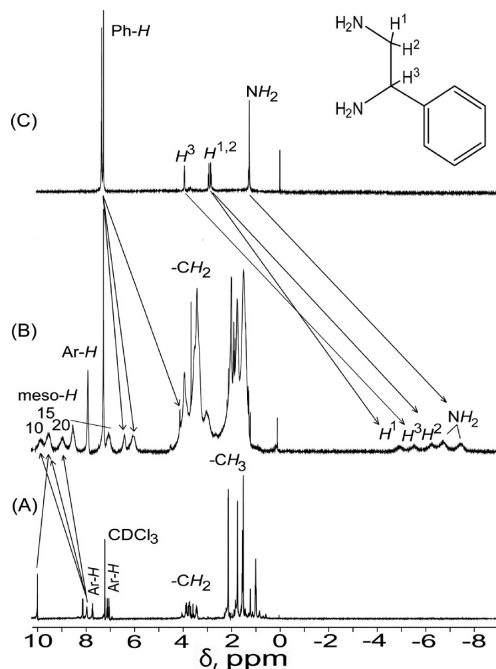 Ph-H
H₂N
H¹
H²
H³
H₂N
(C)
H³
H¹,²
NH₂
-CH₂
(B)
Ar-H
meso-H
15
10
20
H¹
H³
H²
NH₂
-CH₃
(A)
CDCl₃
Ar-H
Ar-H
-CH₂
10 8 6 4 2 0 -2 -4 -6 -8
δ, ppm